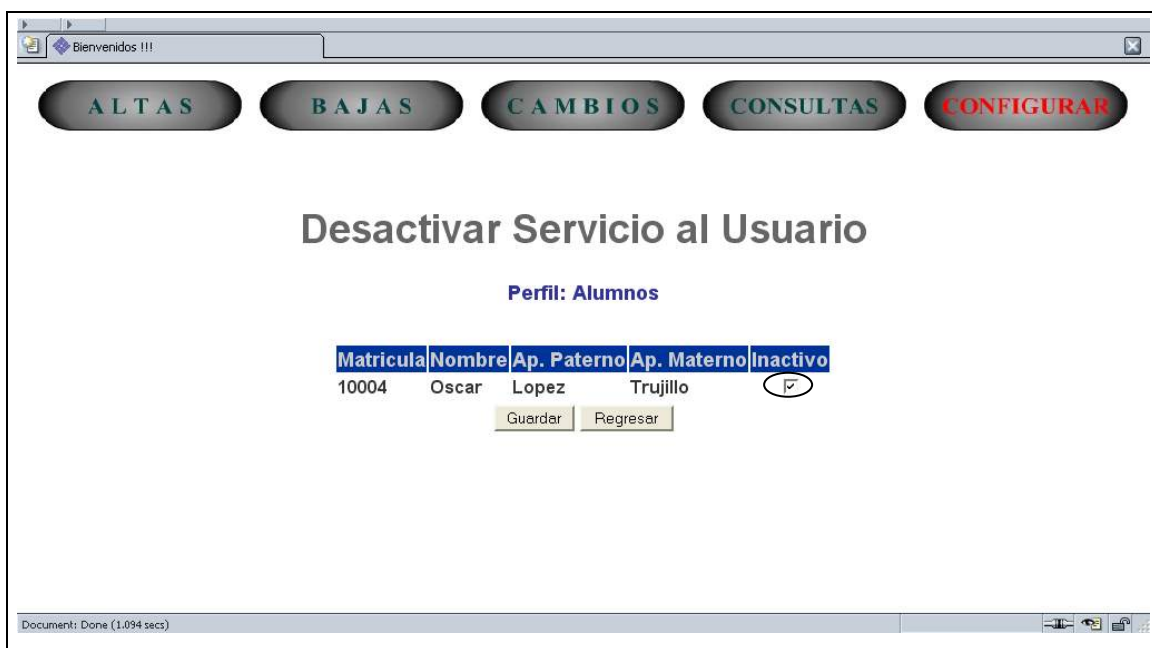 Bienvenidos !!!
ALTAS BAJAS CAMBIOS CONSULTAS CONFIGURAR
Desactivar Servicio al Usuario
Perfil: Alumnos
Matricula Nombre Ap. Paterno Ap. Materno Inactivo
10004 Oscar Lopez Trujillo
Guardar Regresar
Document: Done (1.094 secs)